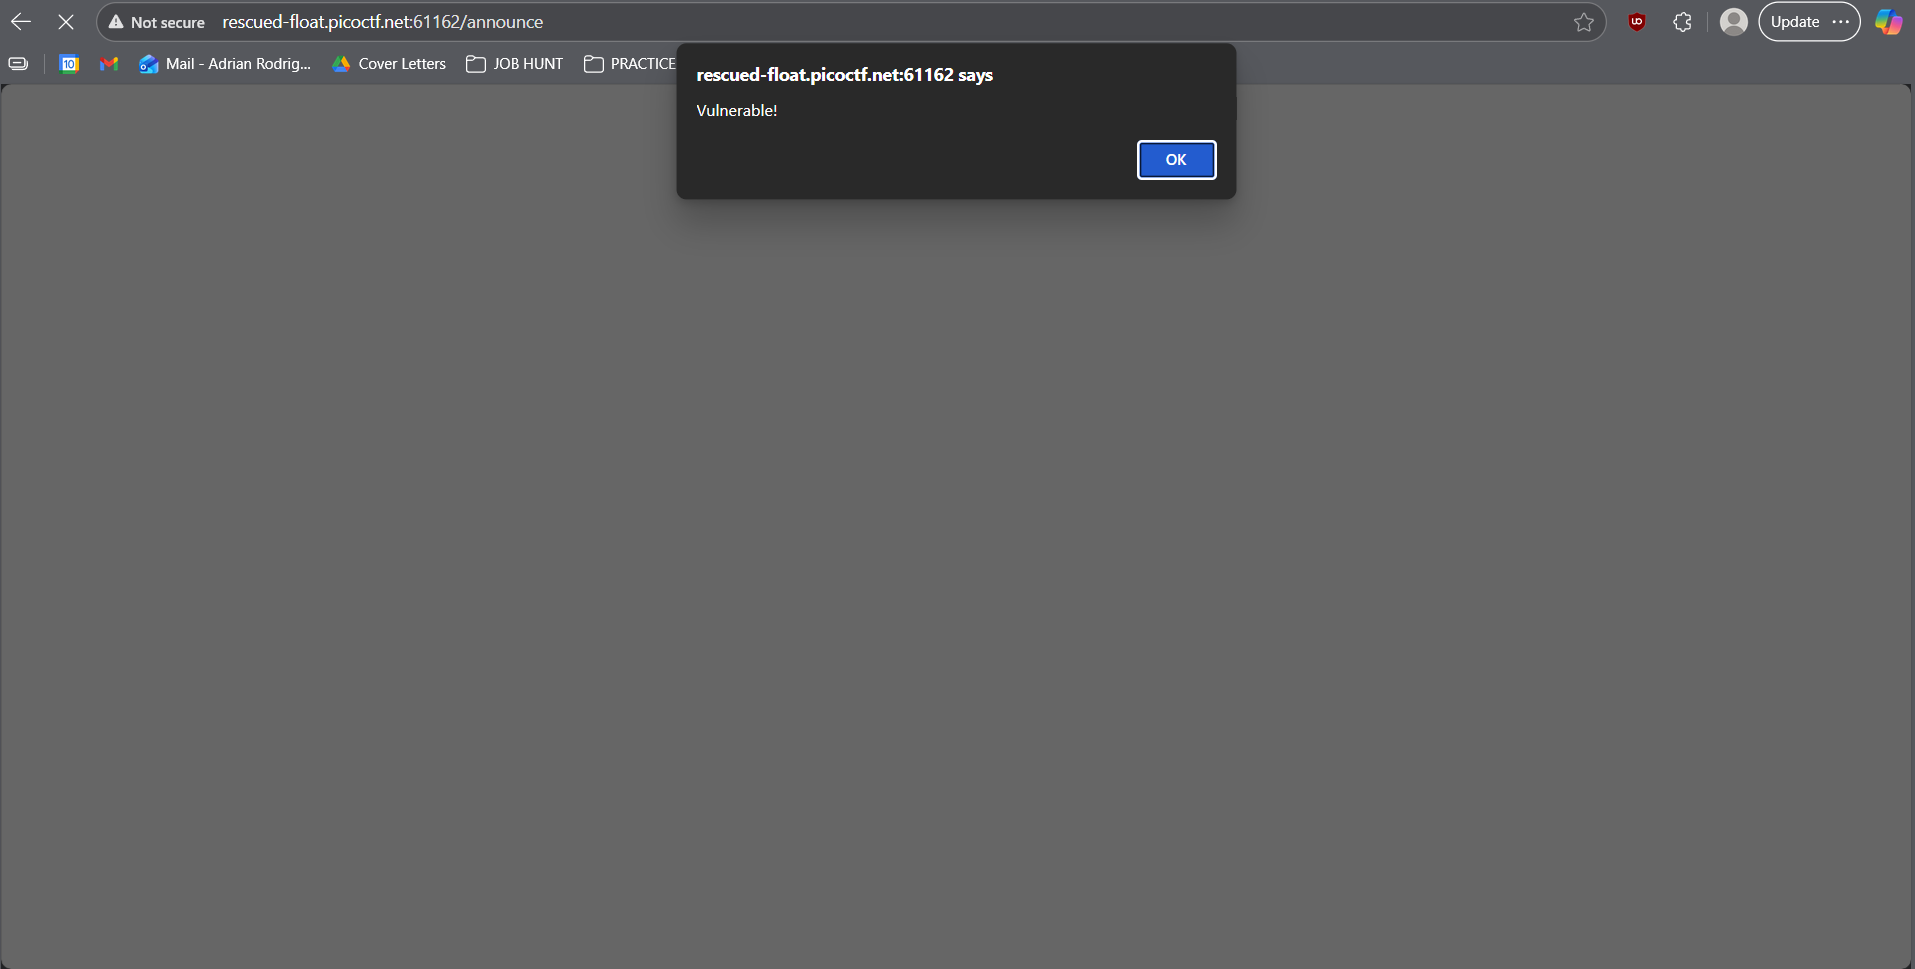 Not secure rescued-float.picoctf.net:61162/announce Update
10 Mail - Adrian Rodrig... Cover Letters JOB HUNT PRACTICE
rescued-float.picoctf.net:61162 says
Vulnerable!
OK